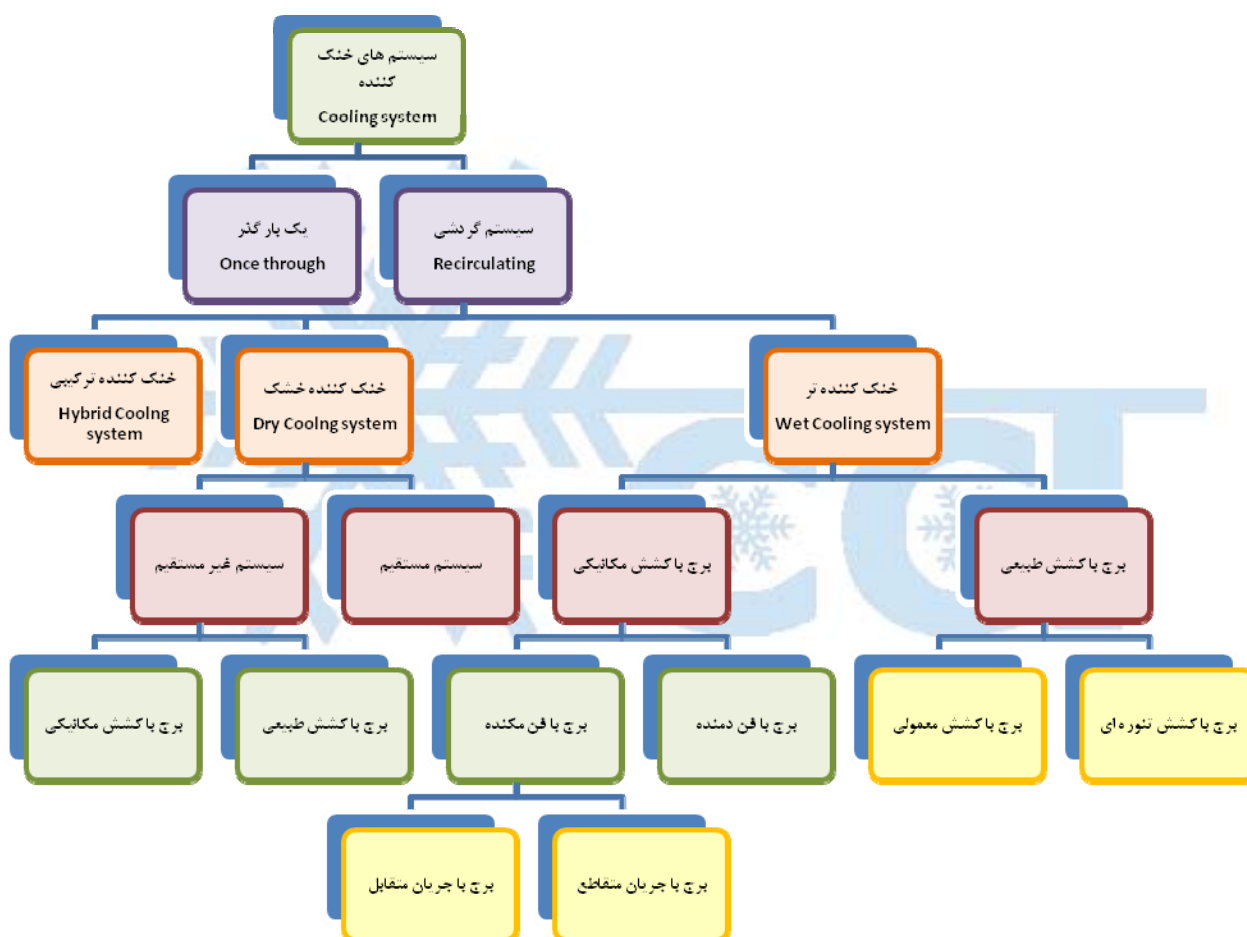 سیستم های خنک
کننده
Cooling system
یک بار گذر
Once through
سیستم گردشی
Recirculating
خنک کننده ترکیبی
Hybrid Coolng
system
خنک کننده خشک
Dry Coolng system
خنک کننده تر
Wet Cooling system
سیستم غیر مستقیم
سیستم مستقیم
برج با کشش مکانیکی
برج با کشش طبیعی
برج با کشش مکانیکی
برج با کشش طبیعی
برج با فن مکنده
برج با فن دمنده
برج با کشش معمولی
برج با کشش تنوره ای
برج با جریان متقابل
برج با جریان متقاطع
CCT